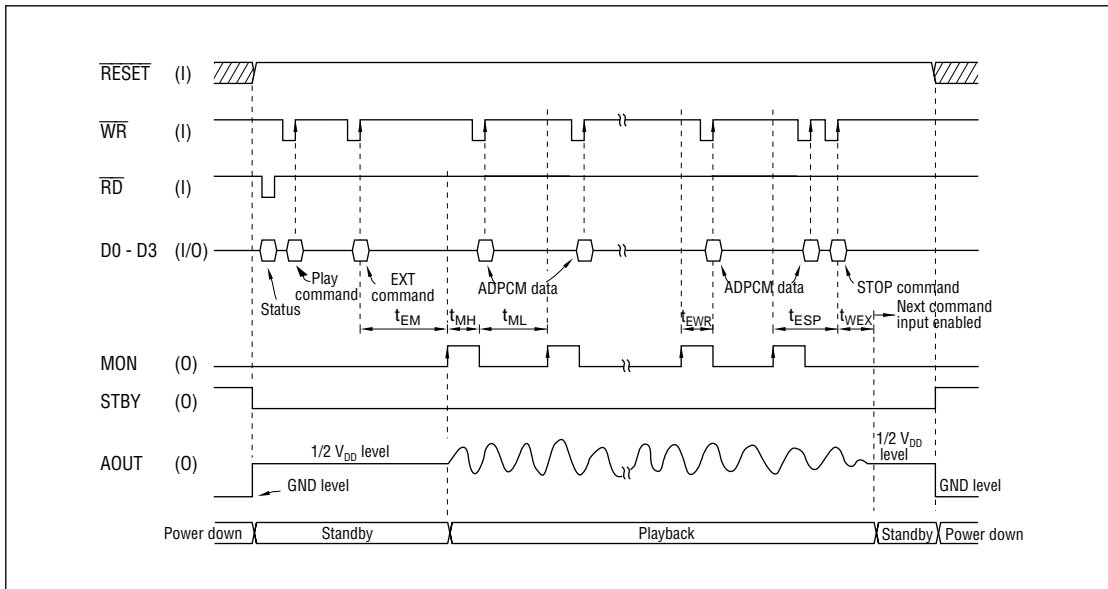 RESET (I)
WR (I)
RD (I)
D0 - D3 (I/O)
Status
Play
command
EXT
command
ADPCM data
ADPCM data
STOP command
Next command
input enabled
tEM
tMH
tML
tEWR
tESP
tWEX
MON (O)
STBY (O)
AOUT (O)
1/2 VDD level
GND level
1/2 VDD
level
GND level
Power down
Standby
Playback
Standby
Power down